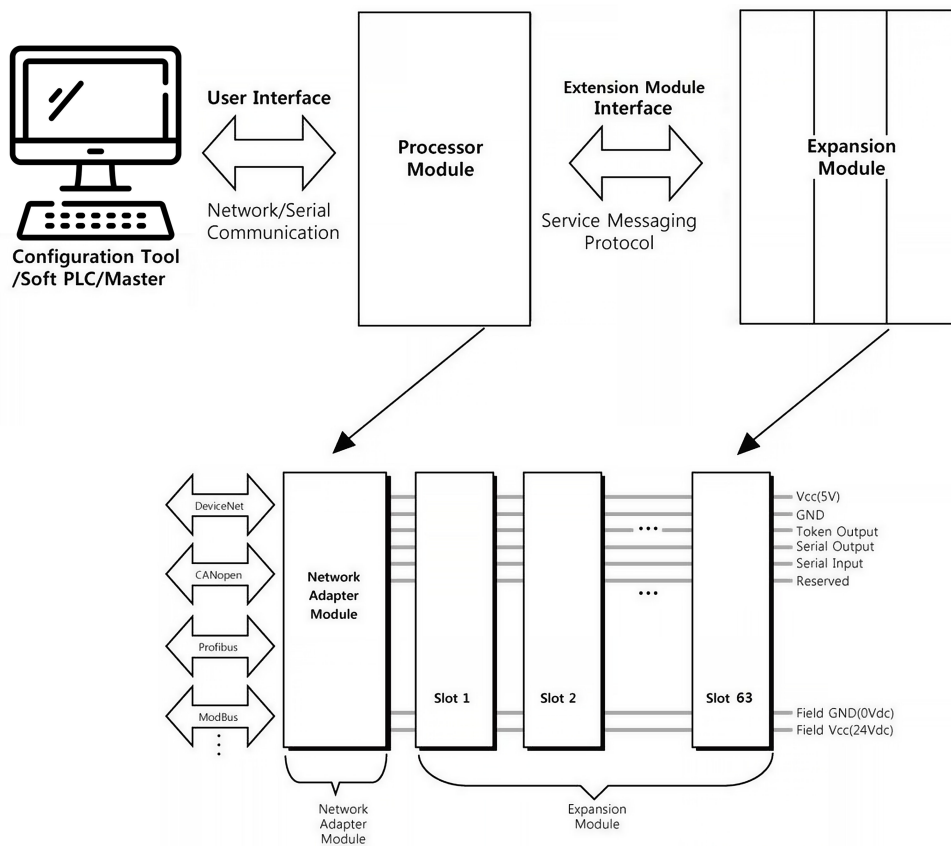 User Interface
Extension Module
Interface
Processor
Module
Expansion
Module
Network/Serial
Communication
Service Messaging
Protocol
Configuration Tool
/Soft PLC/Master
DeviceNet
CANopen
Profibus
ModBus
Network
Adapter
Module
Slot 1
Slot 2
Slot 63
Vcc(5V)
GND
Token Output
Serial Output
Serial Input
Reserved
Field GND(0Vdc)
Field Vcc(24Vdc)
Network
Adapter
Module
Expansion
Module